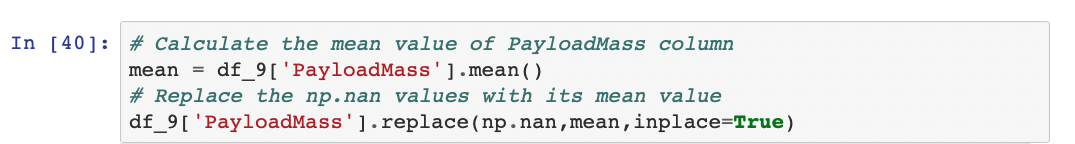 In [40]: # Calculate the mean value of PayloadMass column
mean = df_9['PayloadMass'].mean()
# Replace the np.nan values with its mean value
df_9['PayloadMass'].replace(np.nan,mean,inplace=True)